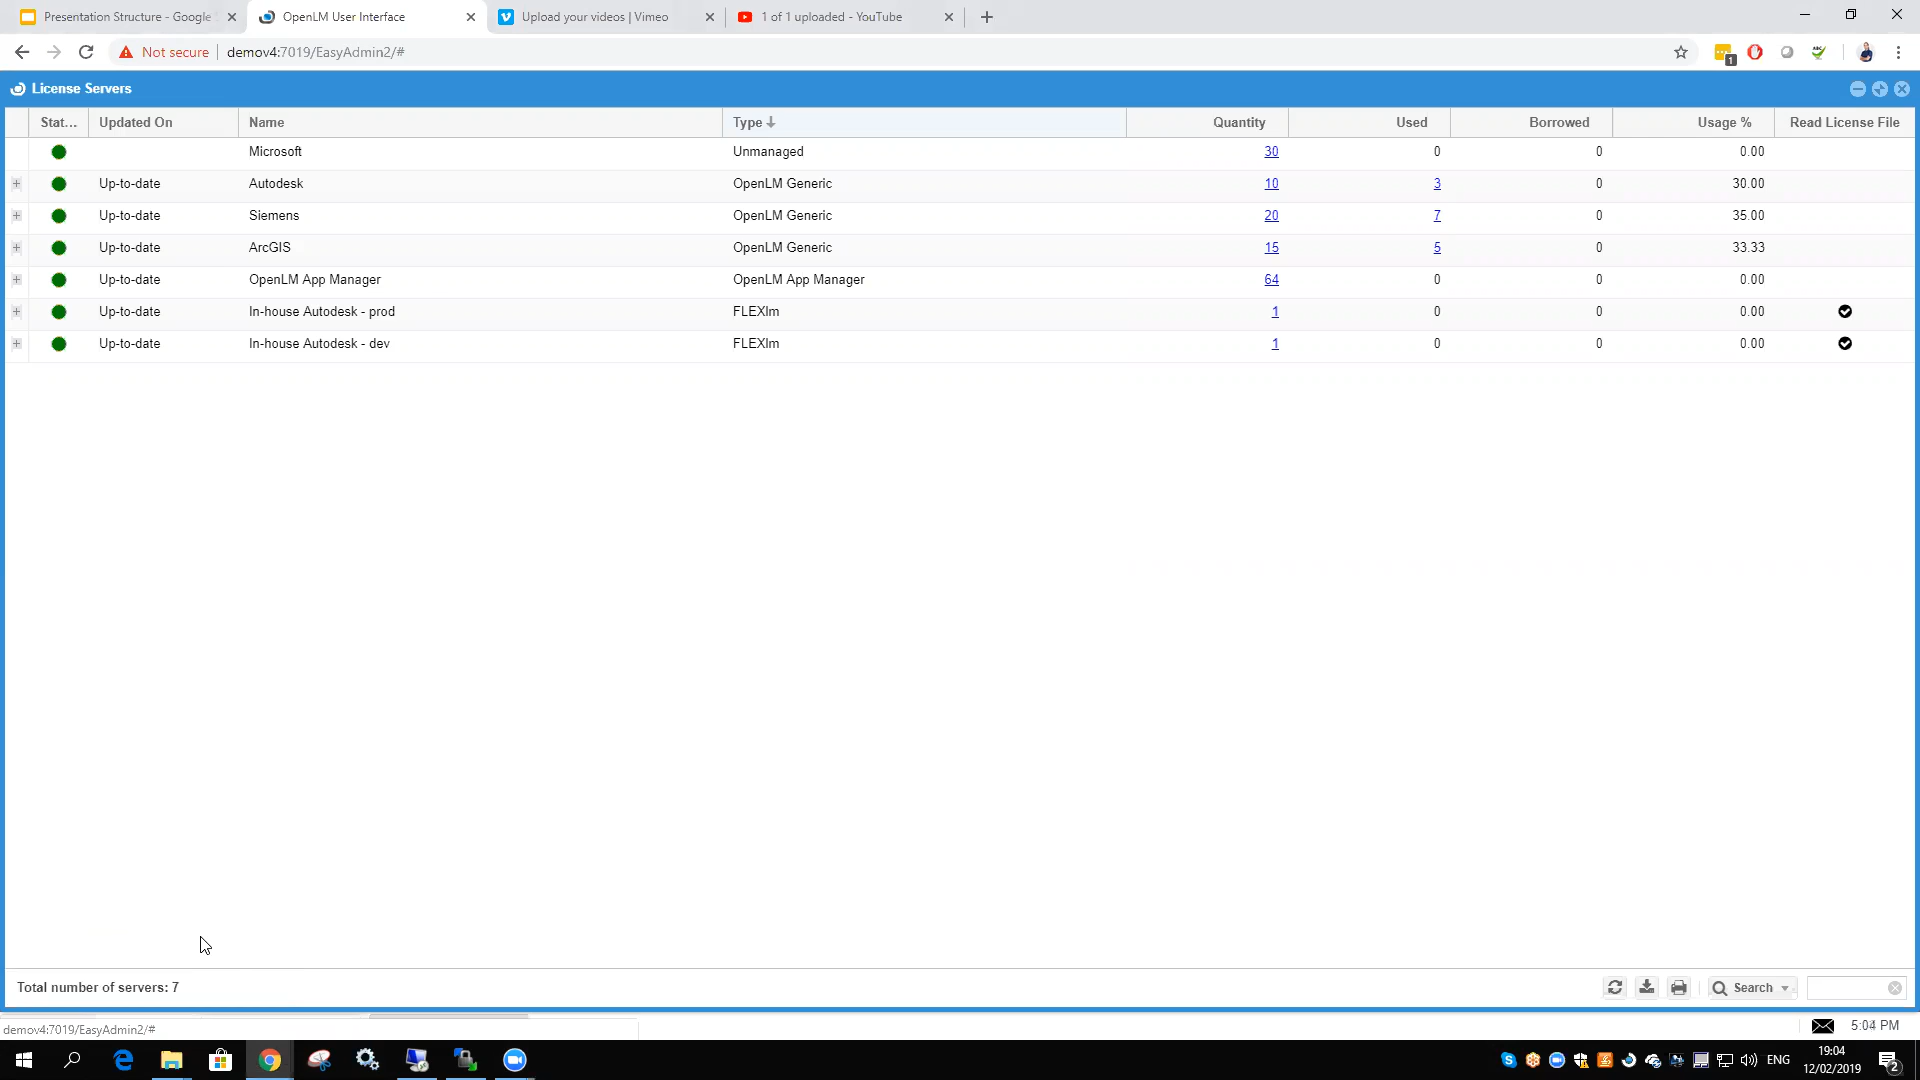 Presentation Structure - Google
OpenLM User Interface
Upload your videos | Vimeo
1 of 1 uploaded - YouTube
Not secure demov4:7019/EasyAdmin2/#
1
License Servers
Stat... Updated On Name Type Quantity Used Borrowed Usage % Read License File
Microsoft Unmanaged 30 0 0 0.00
Up-to-date Autodesk OpenLM Generic 10 3 0 30.00
Up-to-date Siemens OpenLM Generic 20 7 0 35.00
Up-to-date ArcGIS OpenLM Generic 15 5 0 33.33
Up-to-date OpenLM App Manager OpenLM App Manager 64 0 0 0.00
Up-to-date In-house Autodesk - prod FLEXlm 1 0 0 0.00
Up-to-date In-house Autodesk - dev FLEXlm 1 0 0 0.00
Total number of servers: 7
Search
demov4:7019/EasyAdmin2/#
5:04 PM
ENG
19:04
12/02/2019
2